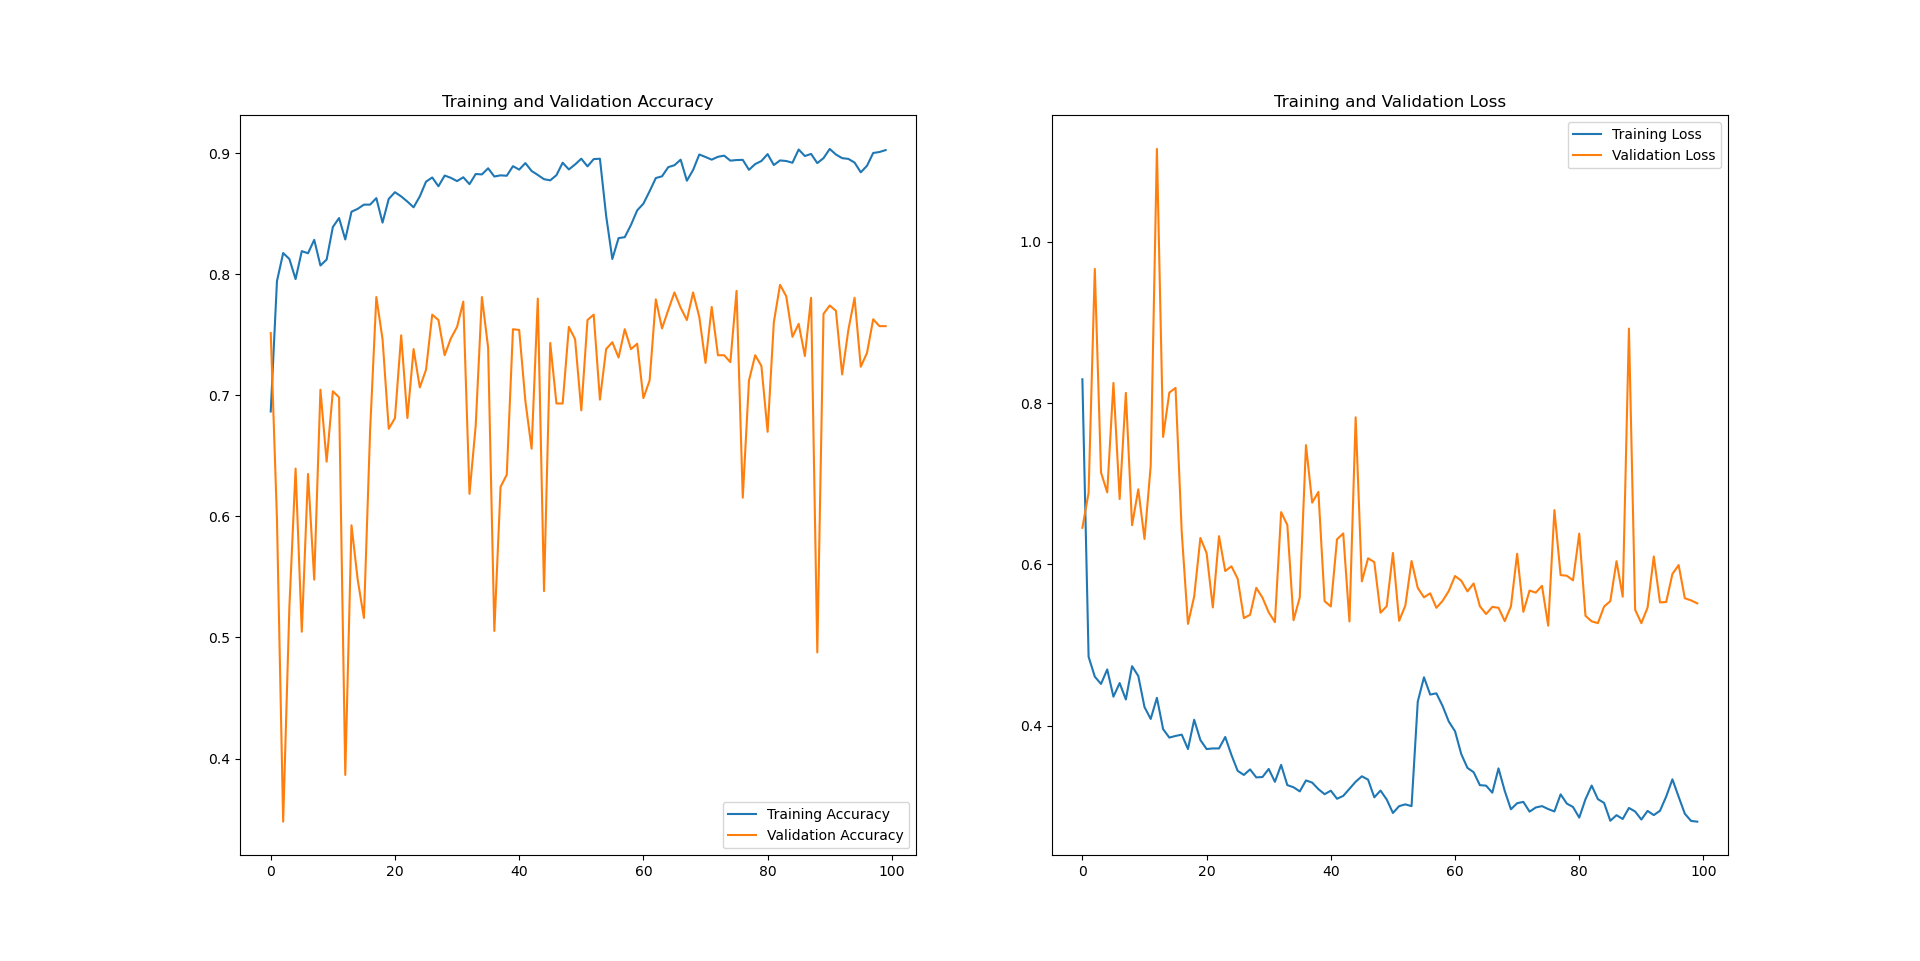 Training and Validation Accuracy
0.9
0.8
0.7
0.6
0.5
0.4
0 20 40 60 80 100
Training Accuracy
Validation Accuracy
Training and Validation Loss
1.0
0.8
0.6
0.4
0 20 40 60 80 100
Training Loss
Validation Loss